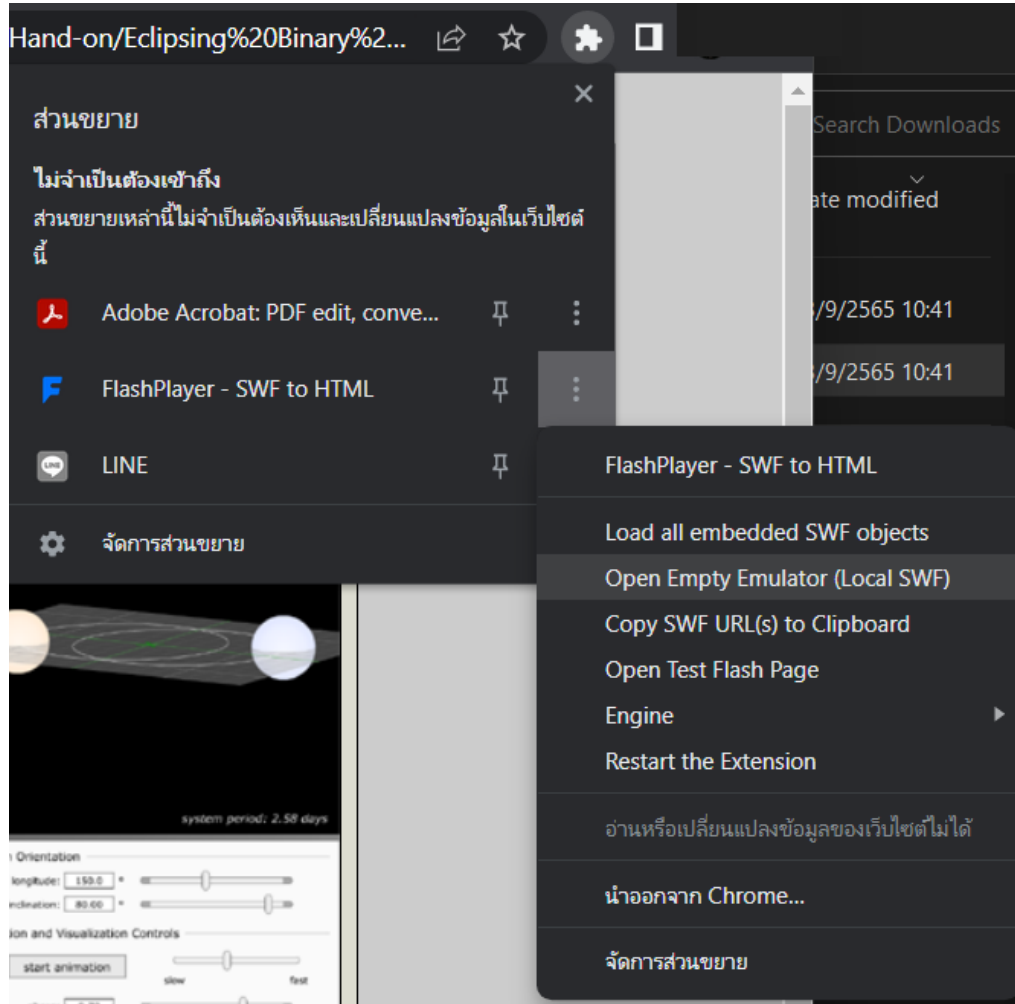 Hand-on/Eclipsing%20Binary%2...
ส่วนขยาย
ไม่จำเป็นต้องเข้าถึง
ส่วนขยายเหล่านี้ไม่จำเป็นต้องเห็นและเปลี่ยนแปลงข้อมูลในเว็บไซต์
นี้
Adobe Acrobat: PDF edit, conve...
FlashPlayer - SWF to HTML
LINE
จัดการส่วนขยาย
Search Downloads
ate modified
/9/2565 10:41
/9/2565 10:41
FlashPlayer - SWF to HTML
Load all embedded SWF objects
Open Empty Emulator (Local SWF)
Copy SWF URL(s) to Clipboard
Open Test Flash Page
Engine
Restart the Extension
อ่านหรือเปลี่ยนแปลงข้อมูลของเว็บไซต์ไม่ได้
นำออกจาก Chrome...
จัดการส่วนขยาย
system period: 2.58 days
Orientation
longitude: 150.0 °
inclination: 80.00 °
ion and Visualization Controls
start animation
slow fast